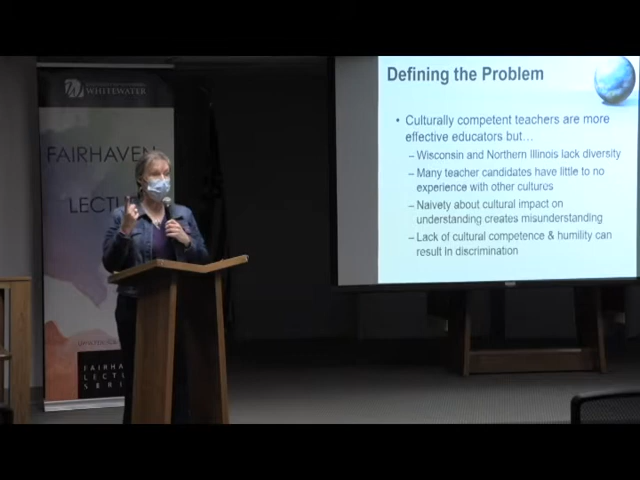 WHITEWATER
FAIRHAVEN
LECTU
FAIRHAV
LECTU
SERI
Defining the Problem
• Culturally competent teachers are more
effective educators but…
– Wisconsin and Northern Illinois lack diversity
– Many teacher candidates have little to no
experience with other cultures
– Naivety about cultural impact on
understanding creates misunderstanding
– Lack of cultural competence & humility can
result in discrimination